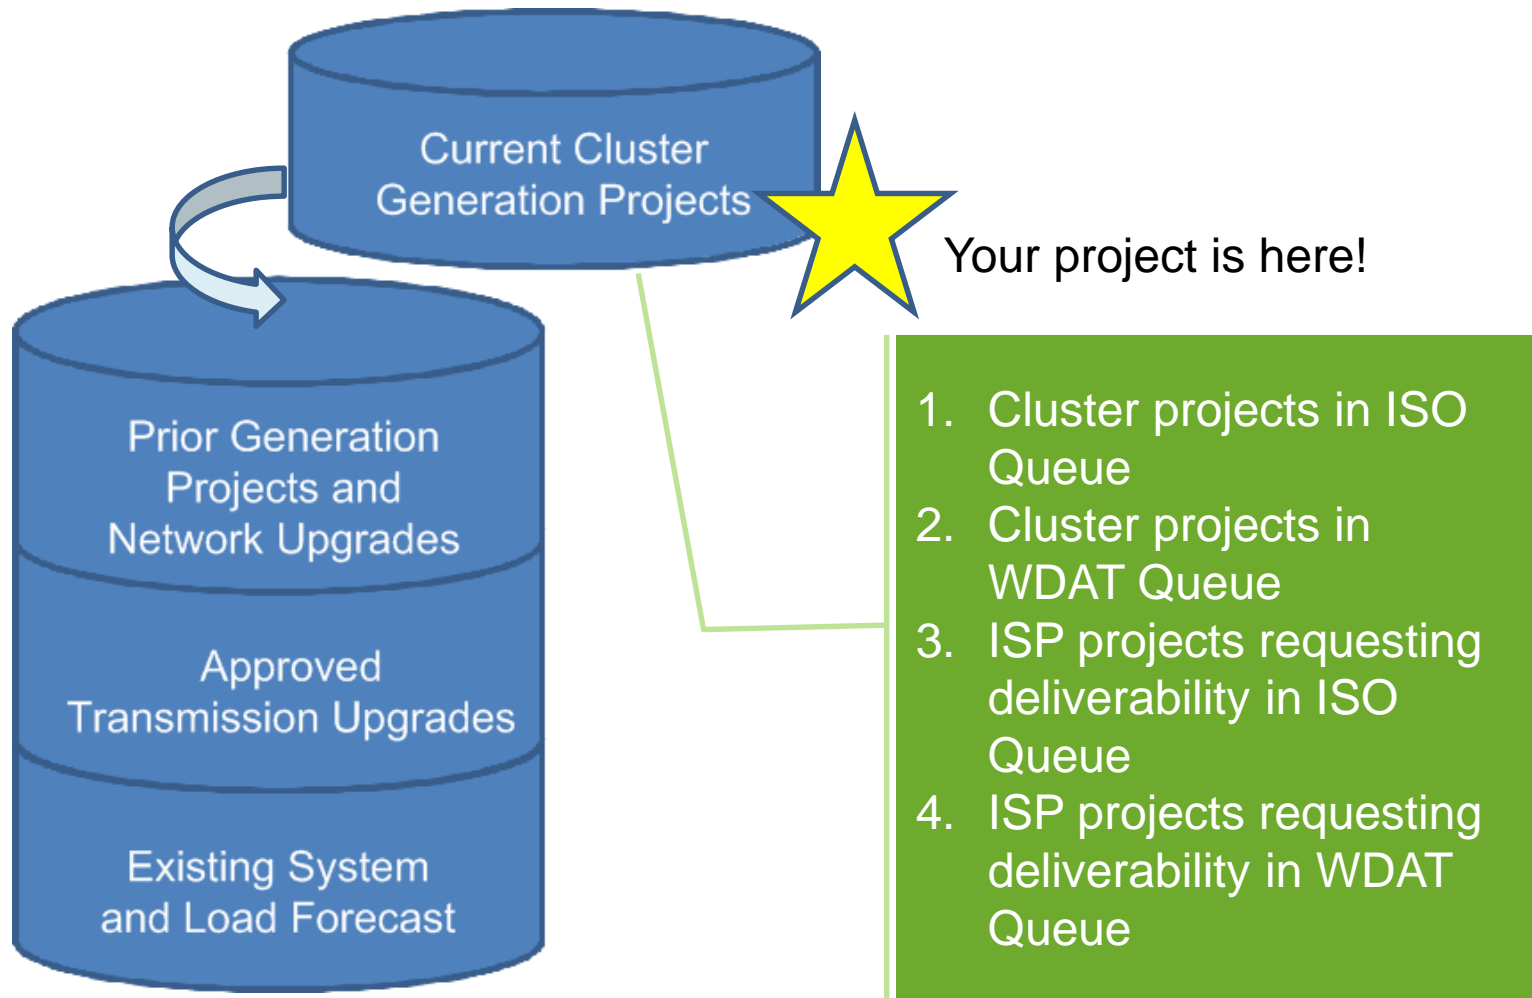 Current Cluster
Generation Projects
Your project is here!
Prior Generation
Projects and
Network Upgrades
Approved
Transmission Upgrades
Existing System
and Load Forecast
1. Cluster projects in ISO
Queue
2. Cluster projects in
WDAT Queue
3. ISP projects requesting
deliverability in ISO
Queue
4. ISP projects requesting
deliverability in WDAT
Queue